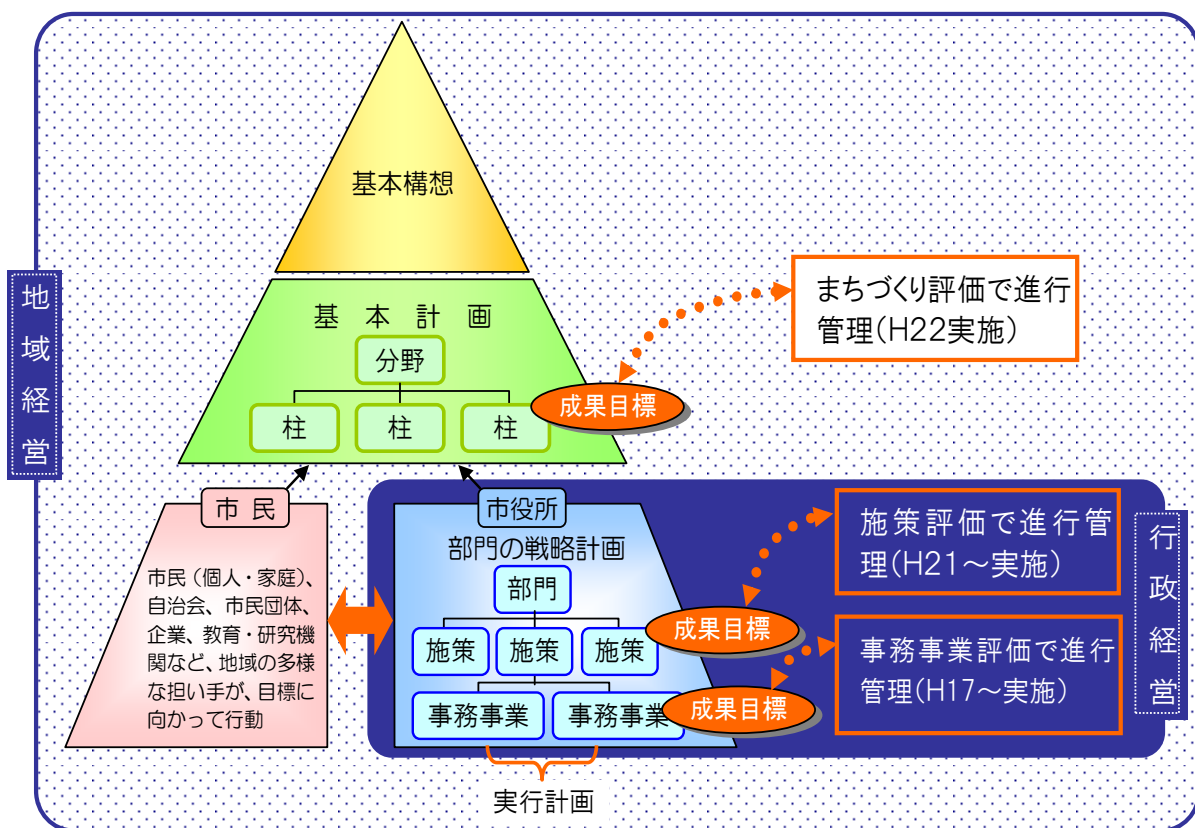 基本構想
地域経営
基本計画
分野
柱 柱 柱
成果目標
まちづくり評価で進行
管理(H22実施)
市民
市民（個人・家庭）、
自治会、市民団体、
企業、教育・研究機
関など、地域の多様
な担い手が、目標に
向かって行動
市役所
部門の戦略計画
部門
施策 施策 施策
事務事業 事務事業
実行計画
成果目標
施策評価で進行管
理(H21～実施)
成果目標
事務事業評価で進行
管理(H17～実施)
行政経営